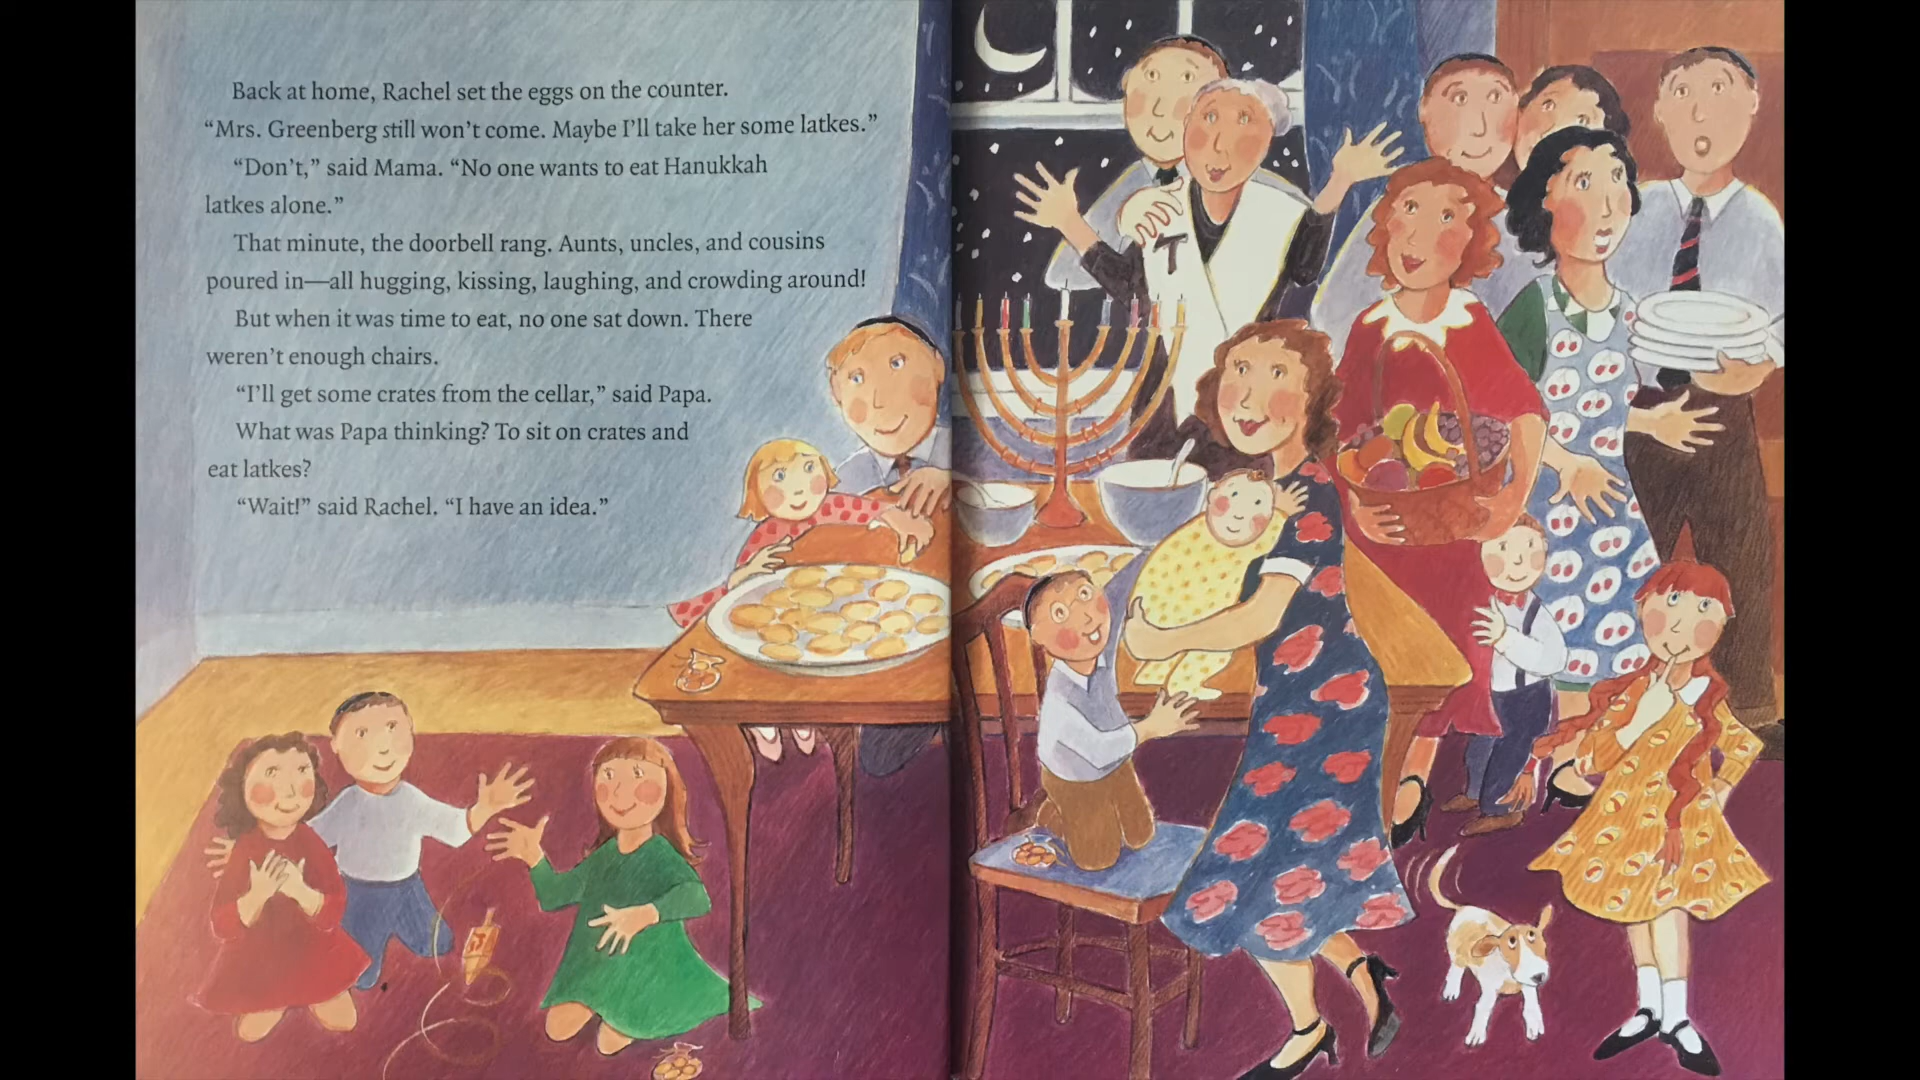 Back at home, Rachel set the eggs on the counter.
“Mrs. Greenberg still won’t come. Maybe I’ll take her some latkes.”
“Don’t,” said Mama. “No one wants to eat Hanukkah
latkes alone.”
That minute, the doorbell rang. Aunts, uncles, and cousins
poured in—all hugging, kissing, laughing, and crowding around!
But when it was time to eat, no one sat down. There
weren’t enough chairs.
“I’ll get some crates from the cellar,” said Papa.
What was Papa thinking? To sit on crates and
eat latkes?
“Wait!” said Rachel. “I have an idea.”